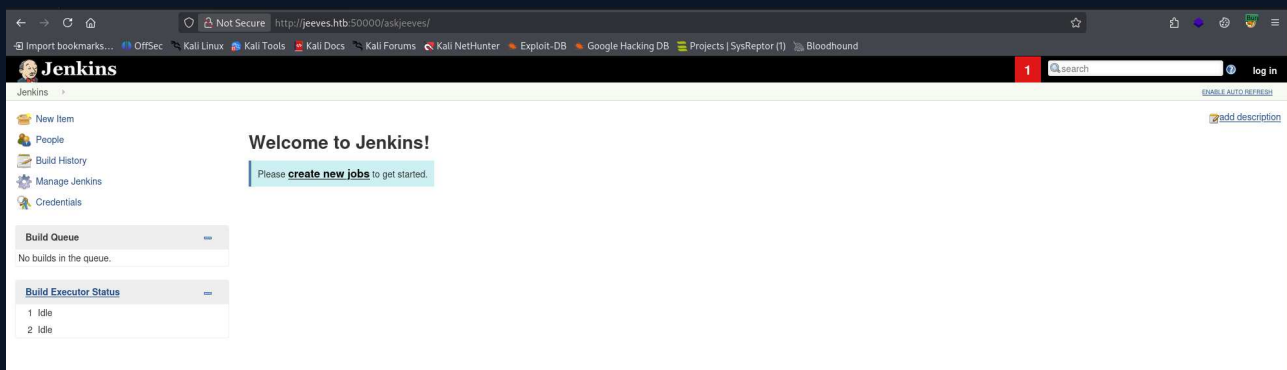 Not Secure http://jeeves.htb:50000/askjeeves/
Import bookmarks... OffSec Kali Linux Kali Tools Kali Docs Kali Forums Kali NetHunter Exploit-DB Google Hacking DB Projects | SysReptor (1) Bloodhound
Jenkins 1 search log in
Jenkins ENABLE AUTO REFRESH
New Item add description
People
Welcome to Jenkins!
Build History
Please create new jobs to get started.
Manage Jenkins
Credentials
Build Queue
No builds in the queue.
Build Executor Status
1 Idle
2 Idle